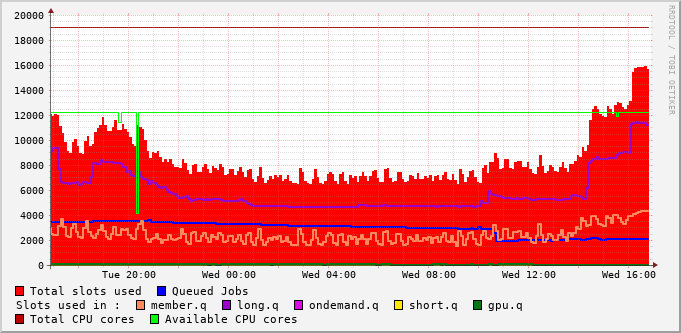 20000
18000
16000
14000
12000
10000
8000
6000
4000
2000
0
Tue 20:00 Wed 00:00 Wed 04:00 Wed 08:00 Wed 12:00 Wed 16:00
RRDTOOL / TOBI OETIKER
Total slots used Queued Jobs
Slots used in : member.q long.q ondemand.q short.q gpu.q
Total CPU cores Available CPU cores